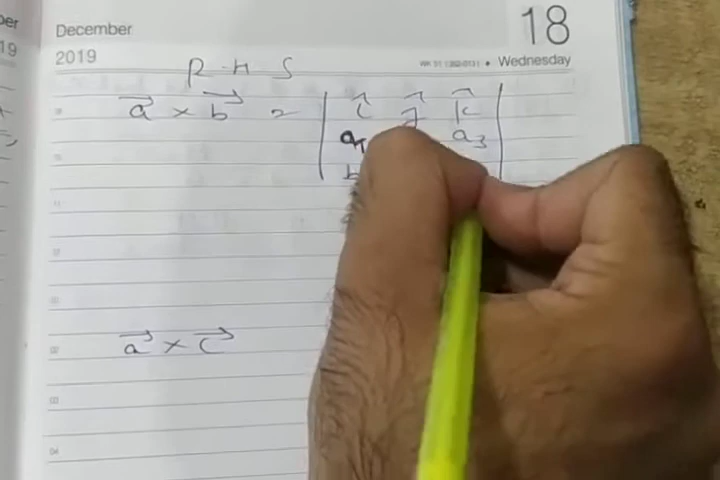 December 18
2019 Wednesday
R.H S
a⃗ × b⃗ = | î ĵ k̂ |
a₁ a₃
b
a⃗ × c⃗